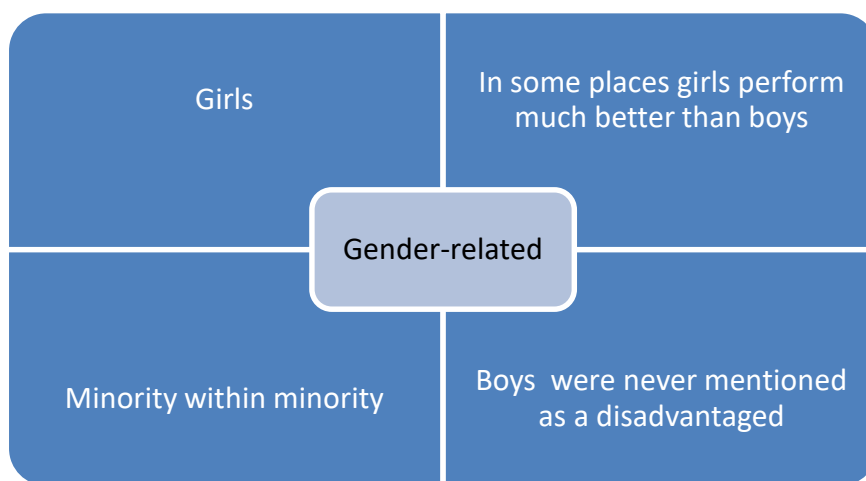 Girls
In some places girls perform
much better than boys
Gender-related
Minority within minority
Boys  were never mentioned
as a disadvantaged